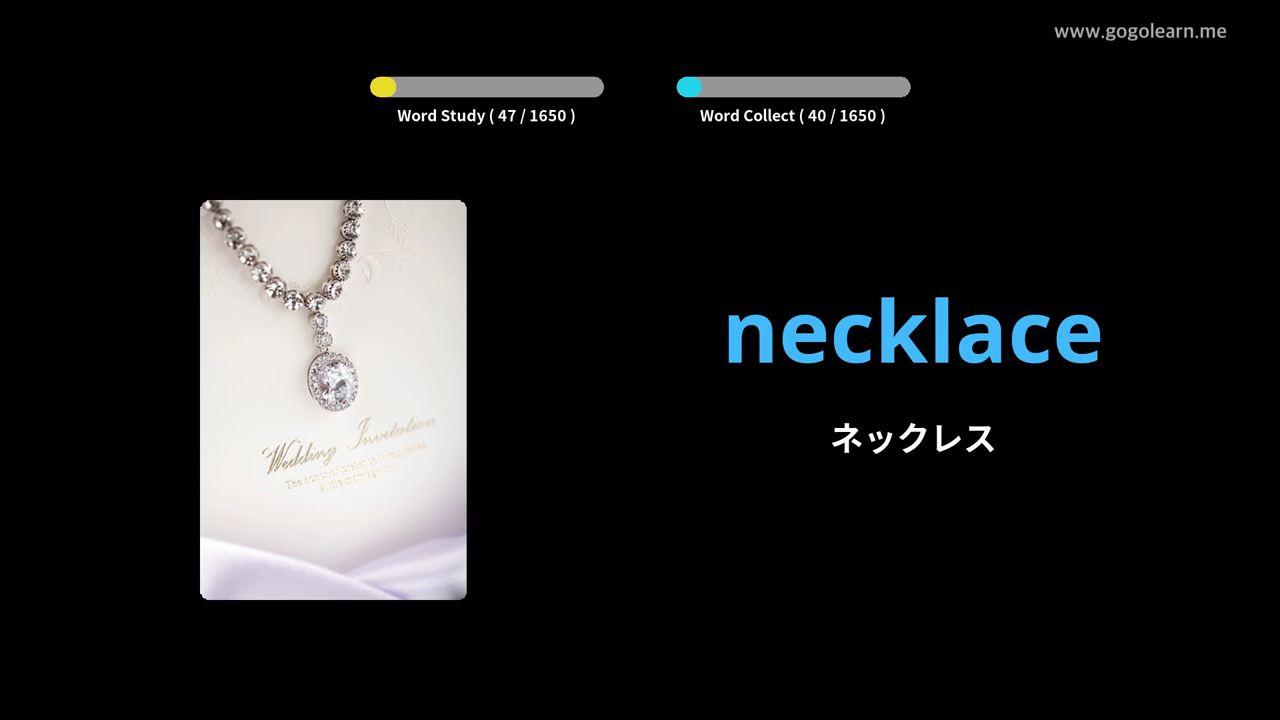 www.gogolearn.me
Word Study ( 47 / 1650 )
Word Collect ( 40 / 1650 )
necklace
ネックレス
Wedding Invitation